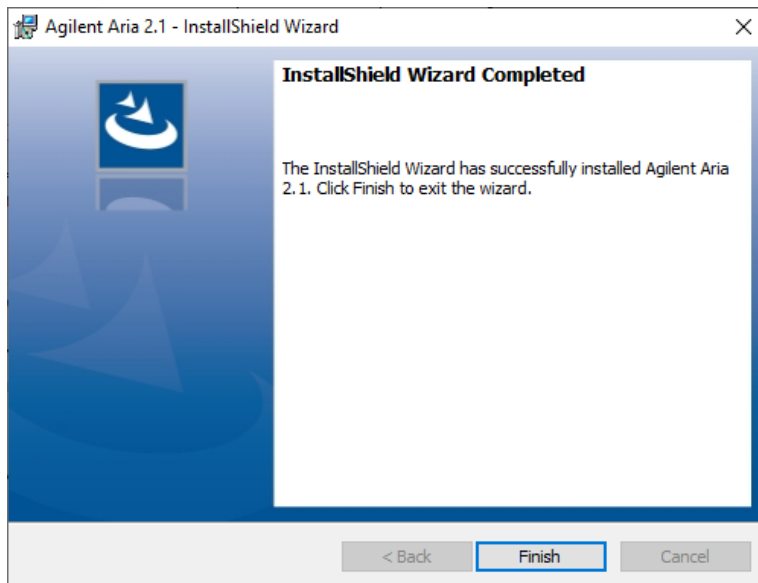 Agilent Aria 2.1 - InstallShield Wizard
InstallShield Wizard Completed
The InstallShield Wizard has successfully installed Agilent Aria
2.1. Click Finish to exit the wizard.
< Back
Finish
Cancel